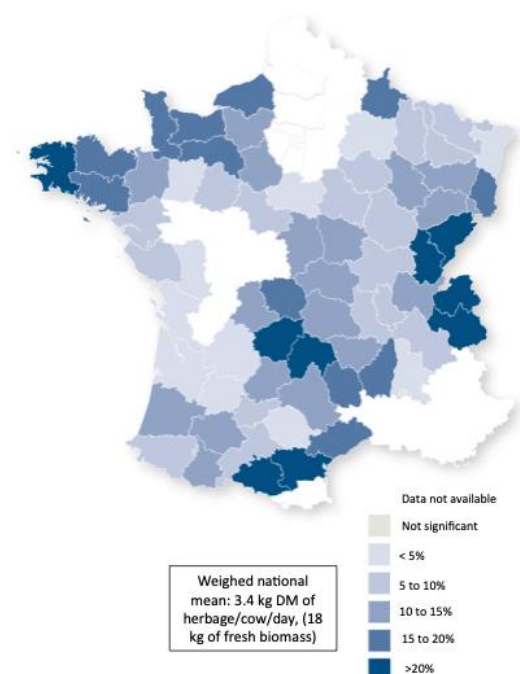 Data not available
Not significant
< 5%
5 to 10%
10 to 15%
15 to 20%
>20%
Weighed national
mean: 3.4 kg DM of
herbage/cow/day, (18
kg of fresh biomass)